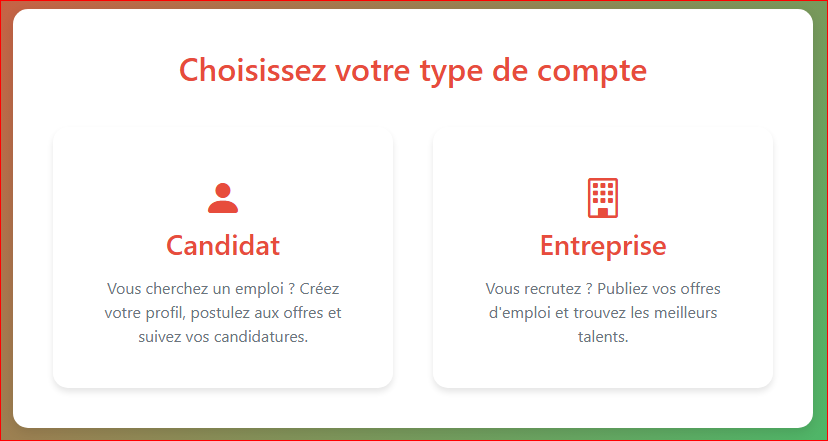 Choisissez votre type de compte
Candidat
Vous cherchez un emploi ? Créez
votre profil, postulez aux offres et
suivez vos candidatures.
Entreprise
Vous recrutez ? Publiez vos offres
d'emploi et trouvez les meilleurs
talents.